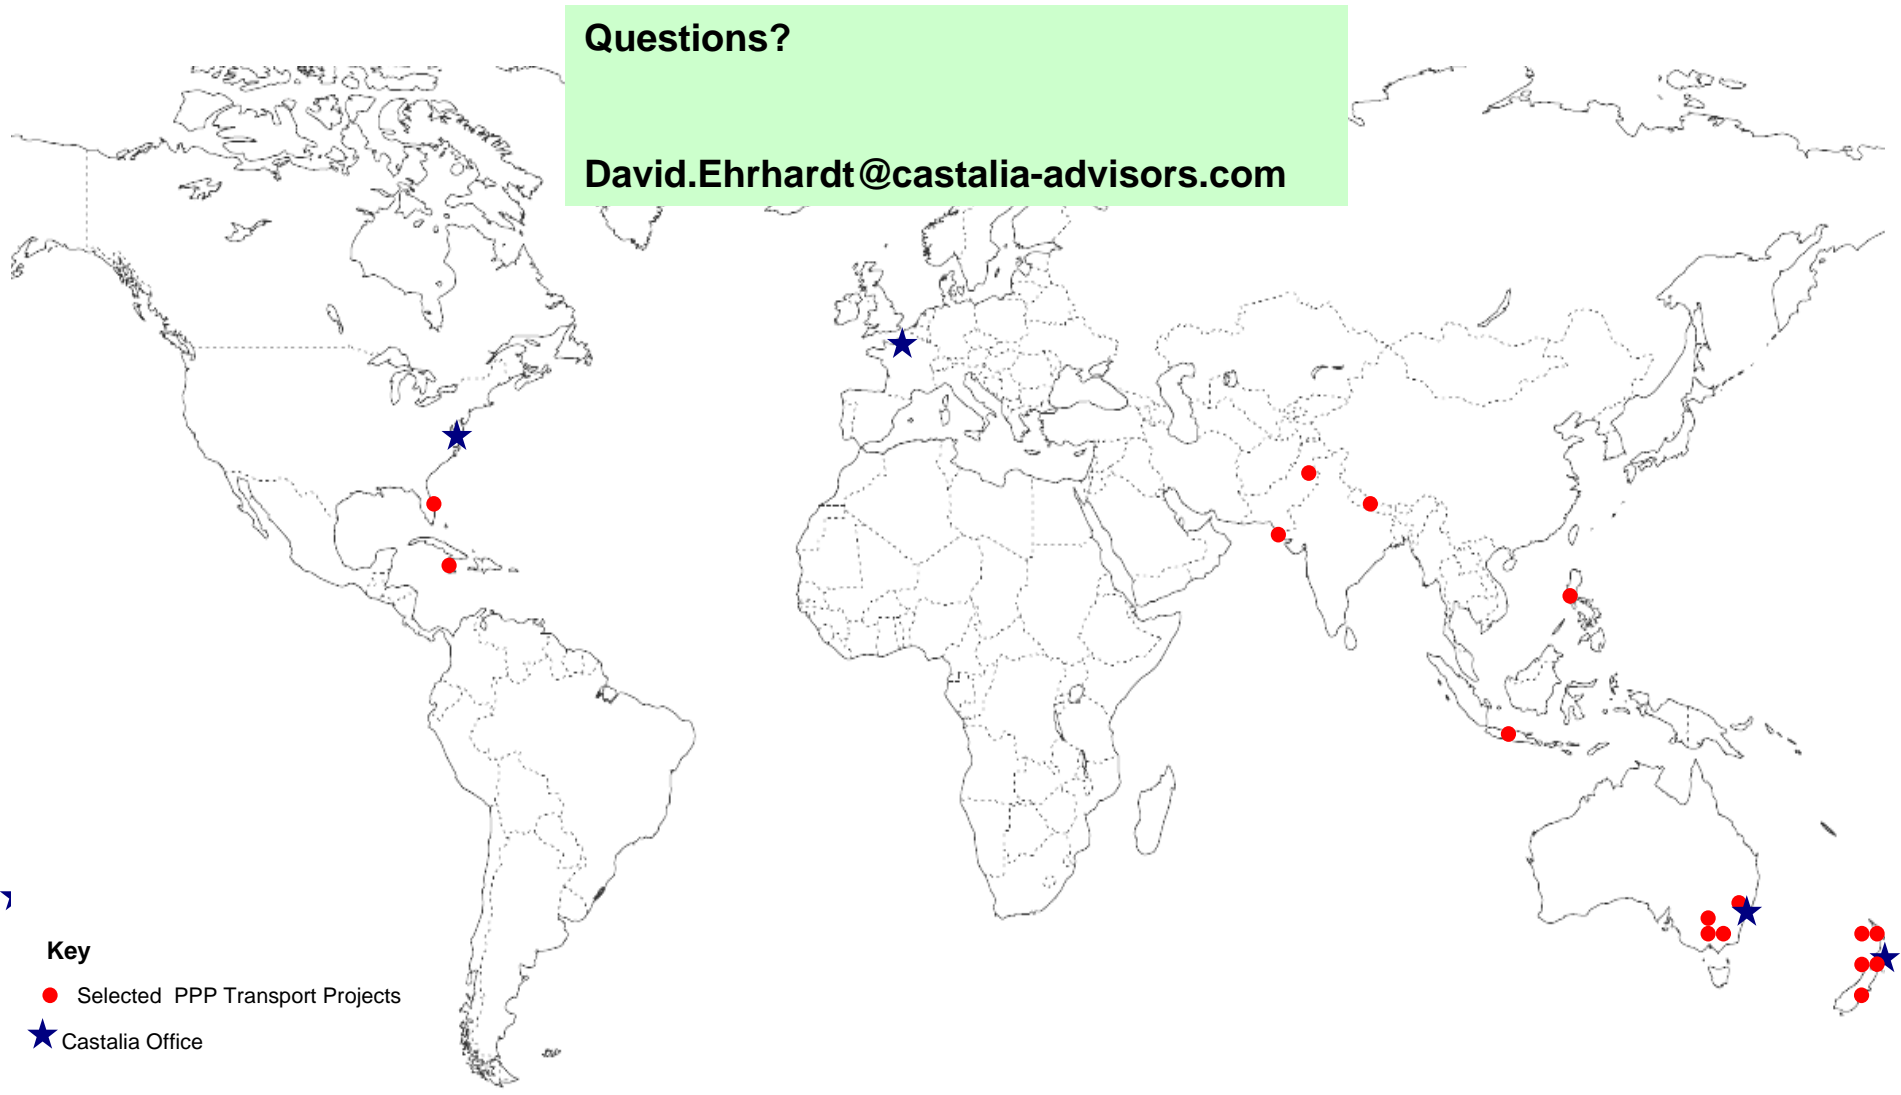 Questions?
David.Ehrhardt@castalia-advisors.com
Key
Selected PPP Transport Projects
Castalia Office